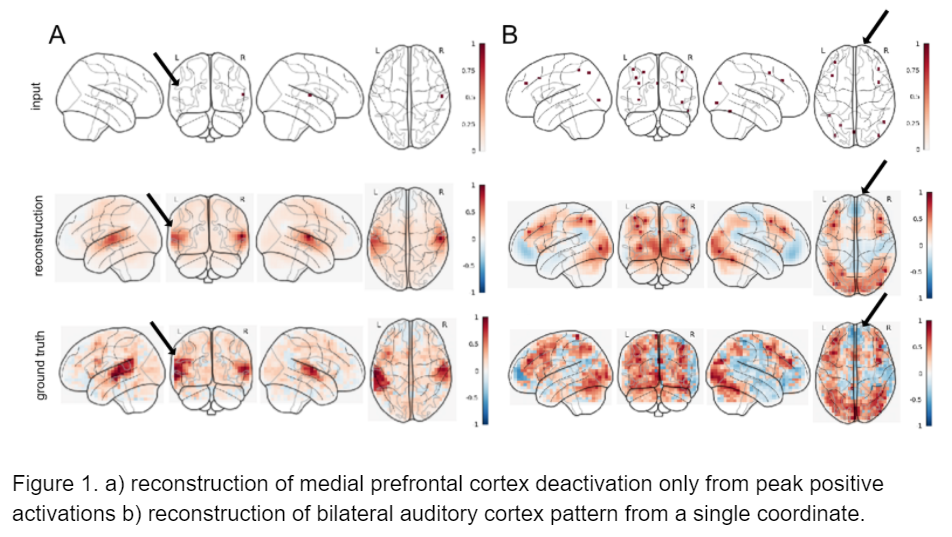 A
B
L
R
L
R
1
0.75
0.5
0.25
0
L
R
L
R
1
0.75
0.5
0.25
0
input
L
R
L
R
1
0.5
0
-0.5
-1
L
R
L
R
1
0.5
0
-0.5
-1
reconstruction
L
R
L
R
1
0.5
0
-0.5
-1
L
R
L
R
1
0.5
0
-0.5
-1
ground truth
Figure 1. a) reconstruction of medial prefrontal cortex deactivation only from peak positive
activations b) reconstruction of bilateral auditory cortex pattern from a single coordinate.